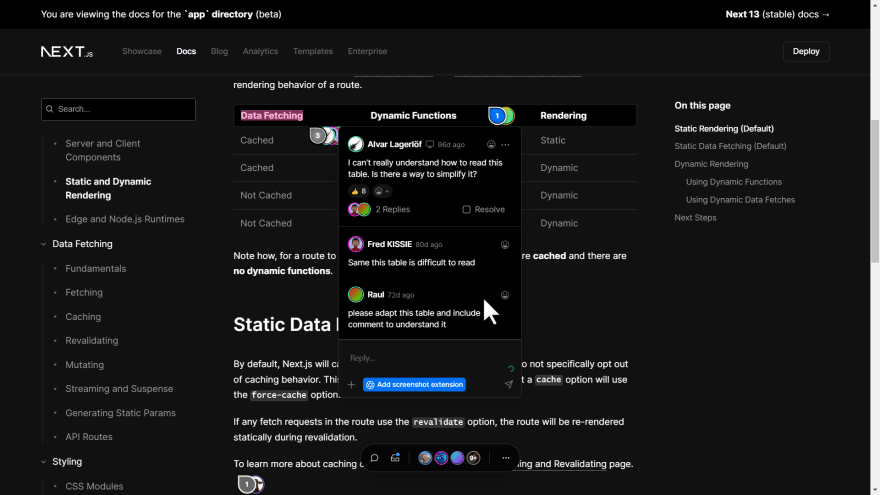 You are viewing the docs for the `app` directory (beta)
Next 13 (stable) docs →
NEXT.JS
Showcase
Docs
Blog
Analytics
Templates
Enterprise
Deploy
Search...
Server and Client
Components
Static and Dynamic
Rendering
Edge and Node.js Runtimes
Data Fetching
Fundamentals
Fetching
Caching
Revalidating
Mutating
Streaming and Suspense
Generating Static Params
API Routes
Styling
CSS Modules
rendering behavior of a route.
Data Fetching
Dynamic Functions
1
Rendering
3
Cached
Static
Cached
Dynamic
Not Cached
Dynamic
Not Cached
Dynamic
Alvar Lagerlöf
96d ago
I can't really understand how to read this
table. Is there a way to simplify it?
👍 8
2 Replies
Resolve
Fred KISSIE 80d ago
Same this table is difficult to read
Raul 72d ago
please adapt this table and include
comment to understand it
Reply...
Add screenshot extension
Note how, for a route to
re cached and there are
no dynamic functions.
Static Data
By default, Next.js will ca
o not specifically opt out
of caching behavior. This
t a cache option will use
the force-cache option.
If any fetch requests in the route use the revalidate option, the route will be re-rendered
statically during revalidation.
To learn more about caching
ing and Revalidating page.
9+
1
On this page
Static Rendering (Default)
Static Data Fetching (Default)
Dynamic Rendering
Using Dynamic Functions
Using Dynamic Data Fetches
Next Steps